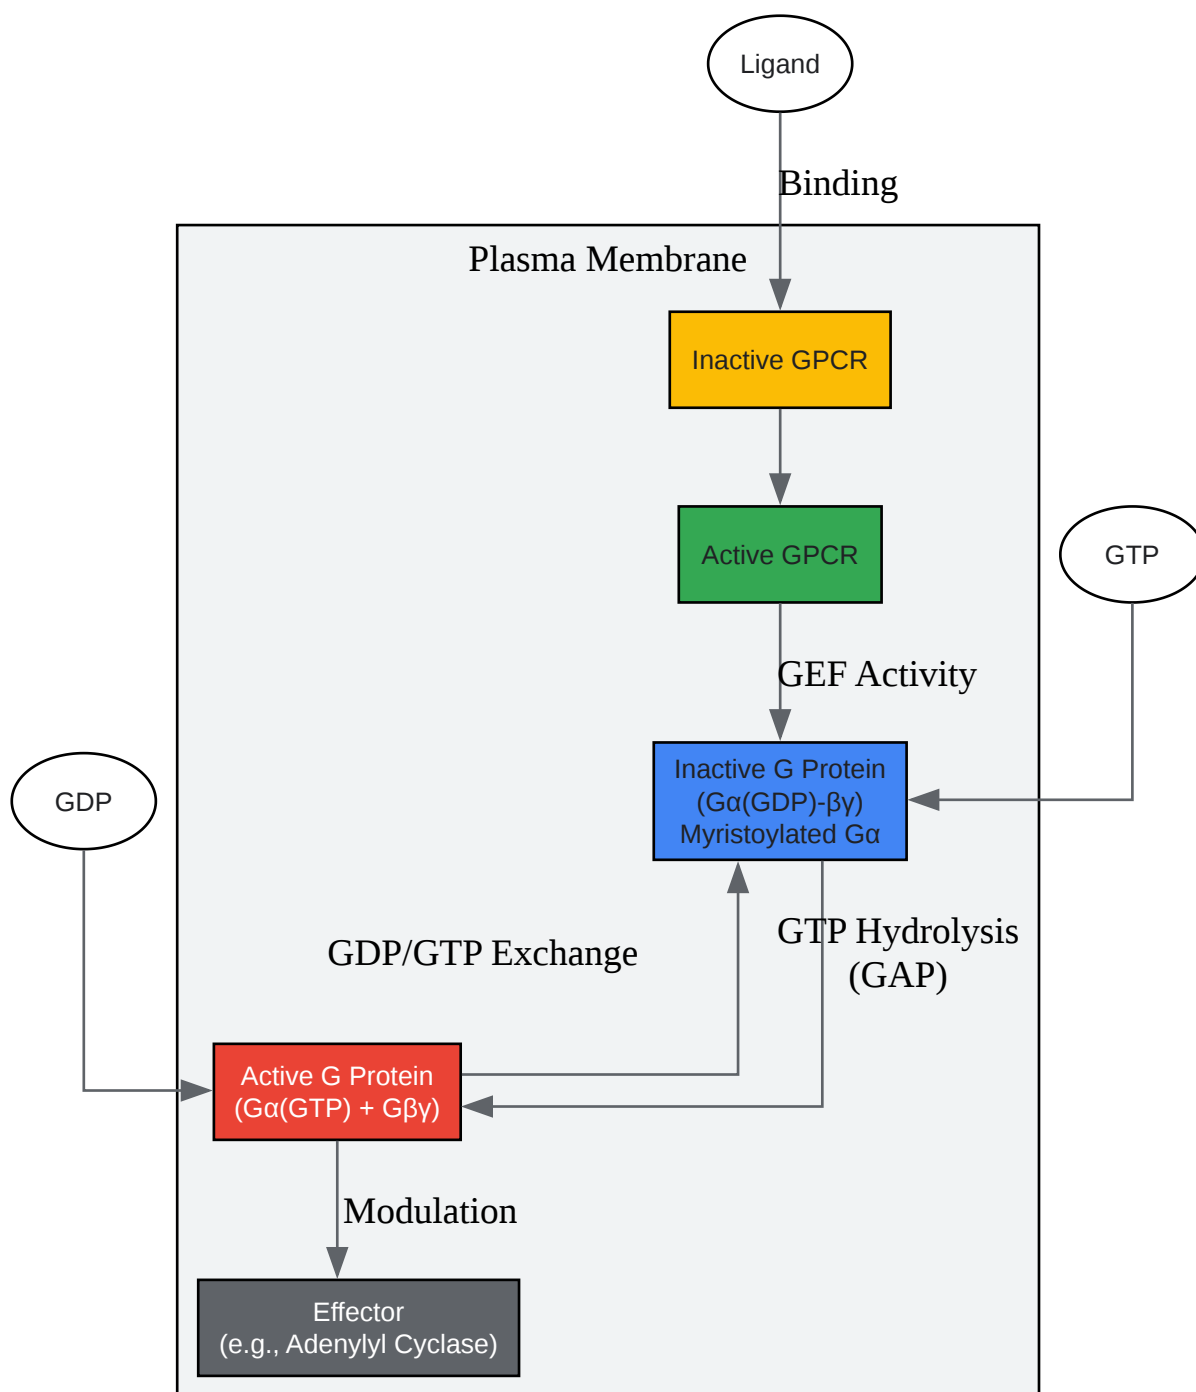 Ligand
Binding
Plasma Membrane
Inactive GPCR
Active GPCR
GTP
GEF Activity
Inactive G Protein
(Gα(GDP)-βγ)
Myristoylated Gα
GDP
GDP/GTP Exchange
GTP Hydrolysis
(GAP)
Active G Protein
(Gα(GTP) + Gβγ)
Modulation
Effector
(e.g., Adenylyl Cyclase)